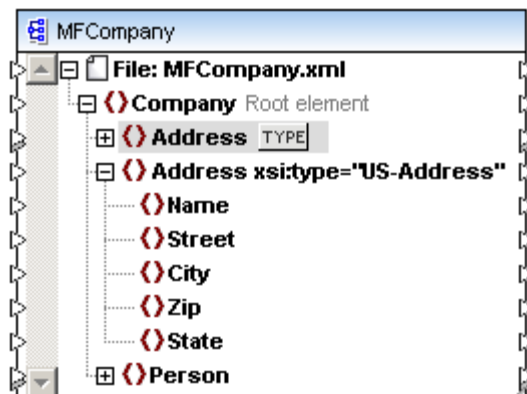 MFCompany
File: MFCompany.xml
Company Root element
Address TYPE
Address xsi:type="US-Address"
Name
Street
City
Zip
State
Person